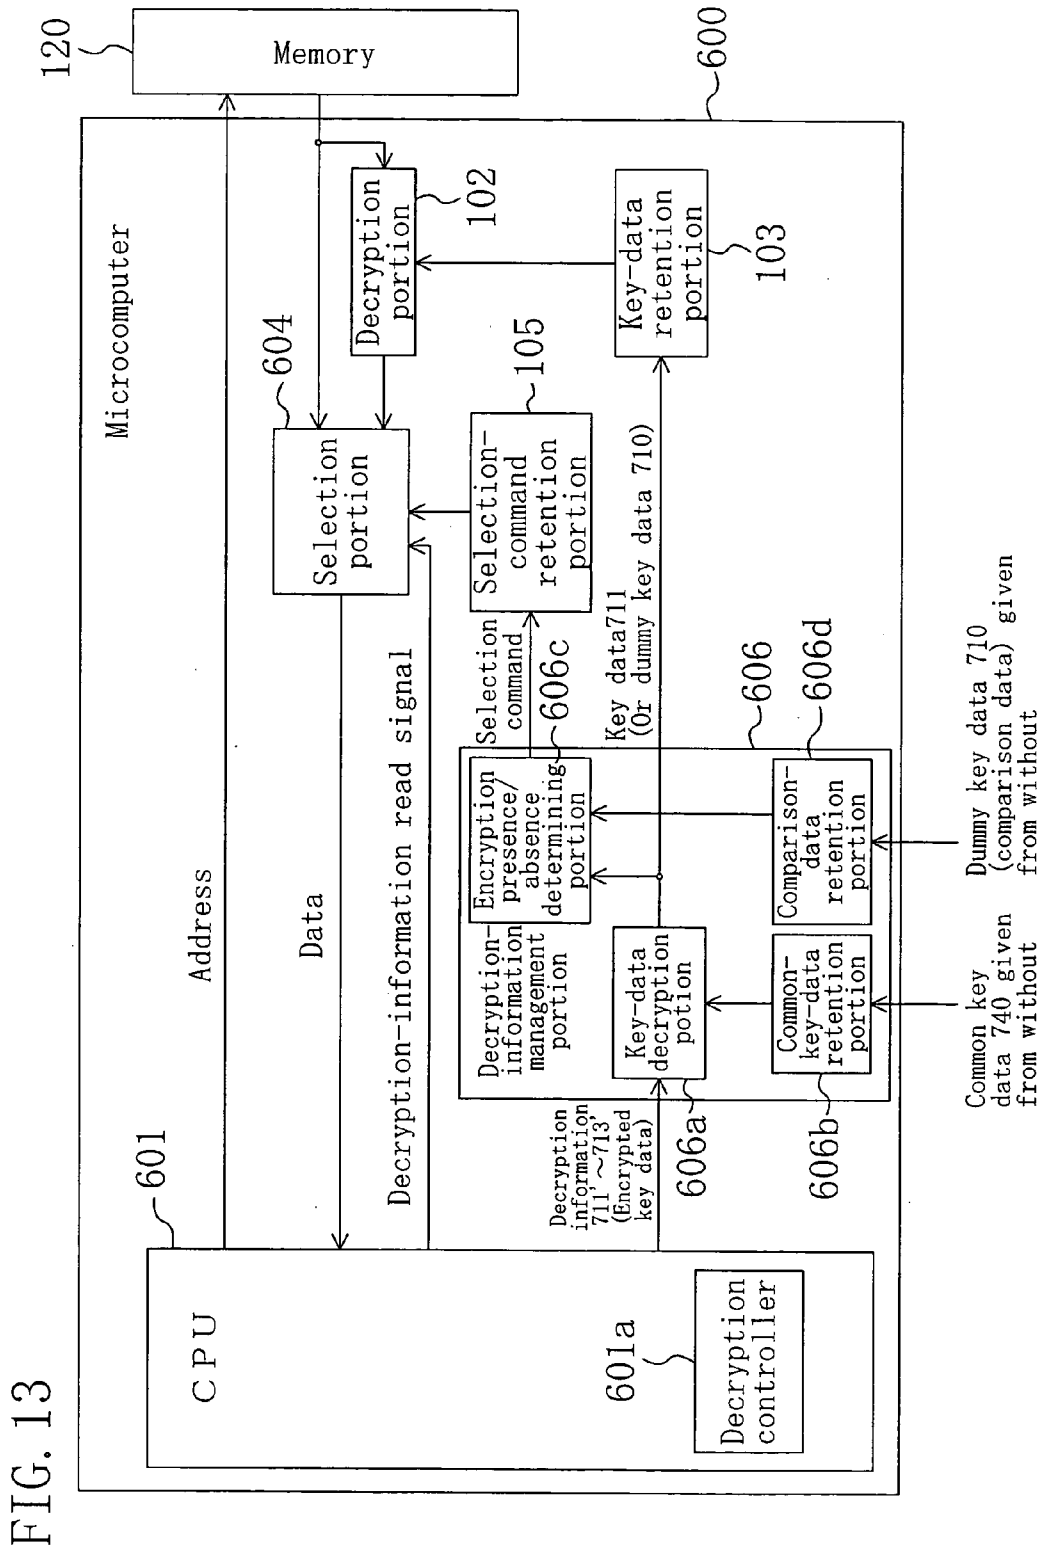 FIG. 13
Microcomputer
600
CPU
601
601a
Decryption
controller
Address
Data
Decryption-information read signal
Decryption
information
711' ~713'
(Encrypted
key data)
Memory
120
Selection
portion
604
Decryption
portion
102
Selection-
command
retention
portion
105
Key-data
retention
portion
103
Selection
command
Key data711
(Or dummy key data 710)
Decryption-
information
management
portion
606
Encryption
presence/
absence
determining
portion
606c
Key-data
decryption
potion
606a
Common-
key-data
retention
portion
606b
Comparison-
data
retention
portion
606d
Common key
data 740 given
from without
Dummy key data 710
(comparison data) given
from without